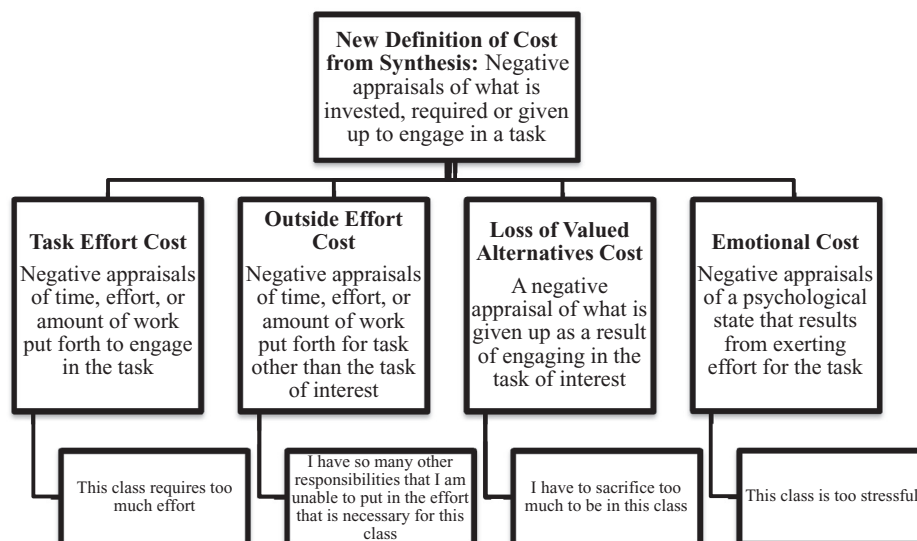 New Definition of Cost
from Synthesis: Negative
appraisals of what is
invested, required or given
up to engage in a task
Task Effort Cost
Negative appraisals
of time, effort, or
amount of work
put forth to engage
in the task
Outside Effort
Cost
Negative appraisals
of time, effort, or
amount of work
put forth for task
other than the task
of interest
Loss of Valued
Alternatives Cost
A negative
appraisal of what is
given up as a result
of engaging in the
task of interest
Emotional Cost
Negative appraisals
of a psychological
state that results
from exerting
effort for the task
This class requires too
much effort
I have so many other
responsibilities that I am
unable to put in the effort
that is necessary for this
class
I have to sacrifice too
much to be in this class
This class is too stressful